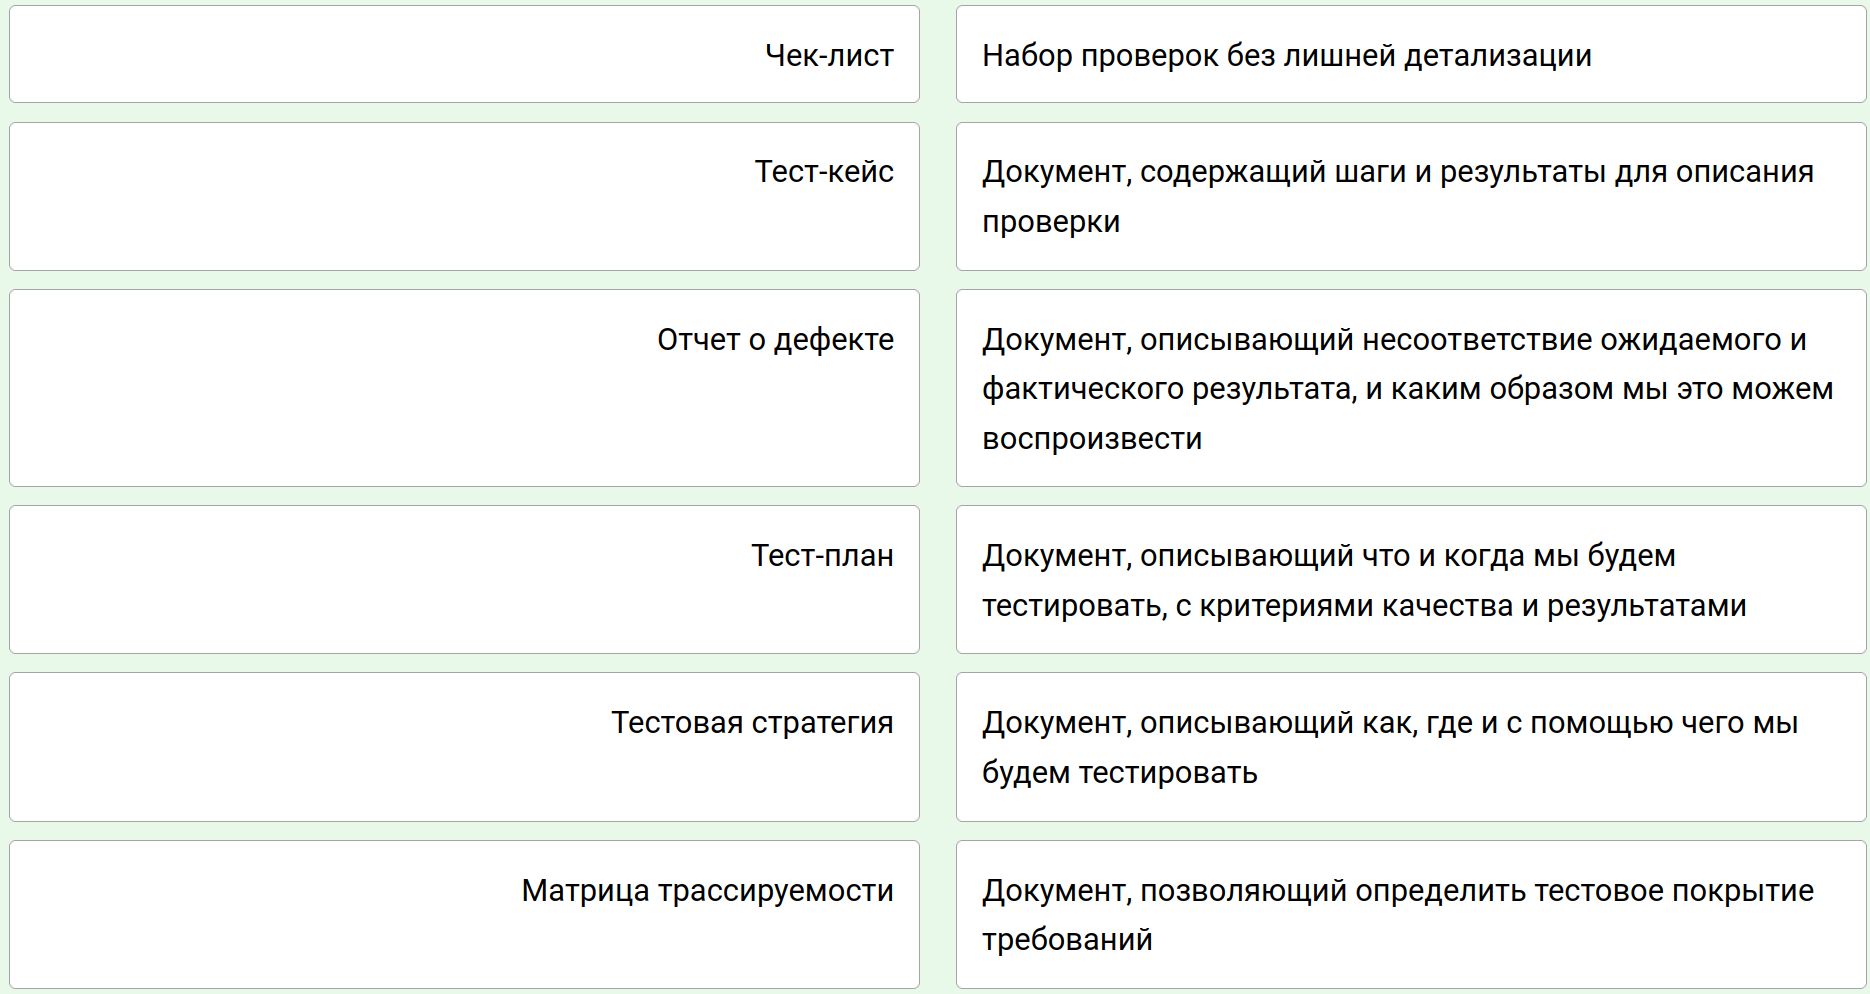 Чек-лист
Набор проверок без лишней детализации
Тест-кейс
Документ, содержащий шаги и результаты для описания
проверки
Отчет о дефекте
Документ, описывающий несоответствие ожидаемого и
фактического результата, и каким образом мы это можем
воспроизвести
Тест-план
Документ, описывающий что и когда мы будем
тестировать, с критериями качества и результатами
Тестовая стратегия
Документ, описывающий как, где и с помощью чего мы
будем тестировать
Матрица трассируемости
Документ, позволяющий определить тестовое покрытие
требований